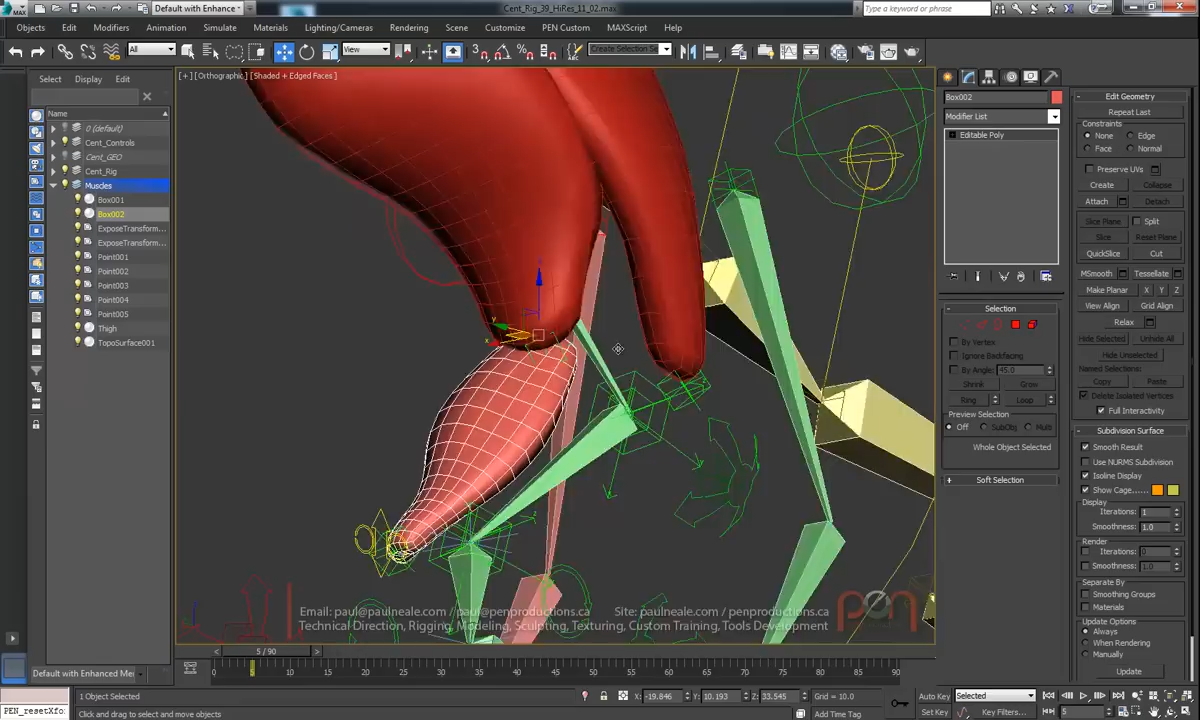 MAX
Default with Enhance
Cent_Rig_39_HiRes_11_02.max
Type a keyword or phrase
Objects Edit Modifiers Animation Simulate Materials Lighting/Cameras Rendering Scene Customize PEN Custom MAXScript Help
All View Create Selection Se
Select Display Edit
[+] [Orthographic] [Shaded + Edged Faces]
Name
0 (default)
Cent_Controls
Cent_GEO
Cent_Rig
Muscles
Box001
Box002
ExposeTransform...
ExposeTransform...
Point001
Point002
Point003
Point004
Point005
Thigh
TopoSurface001
Box002
Modifier List
Editable Poly
Edit Geometry
Repeat Last
Constraints
None Edge
Face Normal
Preserve UVs
Create Collapse
Attach Detach
Slice Plane Split
Slice Reset Plane
QuickSlice Cut
MSmooth Tessellate
Make Planar X Y Z
View Align Grid Align
Relax
Hide Selected Unhide All
Hide Unselected
Named Selections:
Copy Paste
Delete Isolated Vertices
Full Interactivity
Selection
By Vertex
Ignore Backfacing
By Angle: 45.0
Shrink Grow
Ring Loop
Preview Selection
Off SubObj Multi
Whole Object Selected
Soft Selection
Subdivision Surface
Smooth Result
Use NURMS Subdivision
Isoline Display
Show Cage......
Display
Iterations: 1
Smoothness: 1.0
Render
Iterations: 0
Smoothness: 1.0
Separate By
Smoothing Groups
Materials
Update Options
Always
When Rendering
Manually
Update
Email: paul@paulneale.com / paul@penproductions.ca Site: paulneale.com / penproductions.ca
Technical Direction, Rigging, Modeling, Sculpting, Texturing, Custom Training, Tools Development
pen
5 / 90
Default with Enhanced Me
0 5 10 15 20 25 30 35 40 45 50 55 60 65 70 75 80 85 90
1 Object Selected
X: -19.846 Y: 10.193 Z: 33.545 Grid = 10.0
Auto Key Selected
PEN_resetXfo
Click and drag to select and move objects
Add Time Tag
Set Key Key Filters... 5